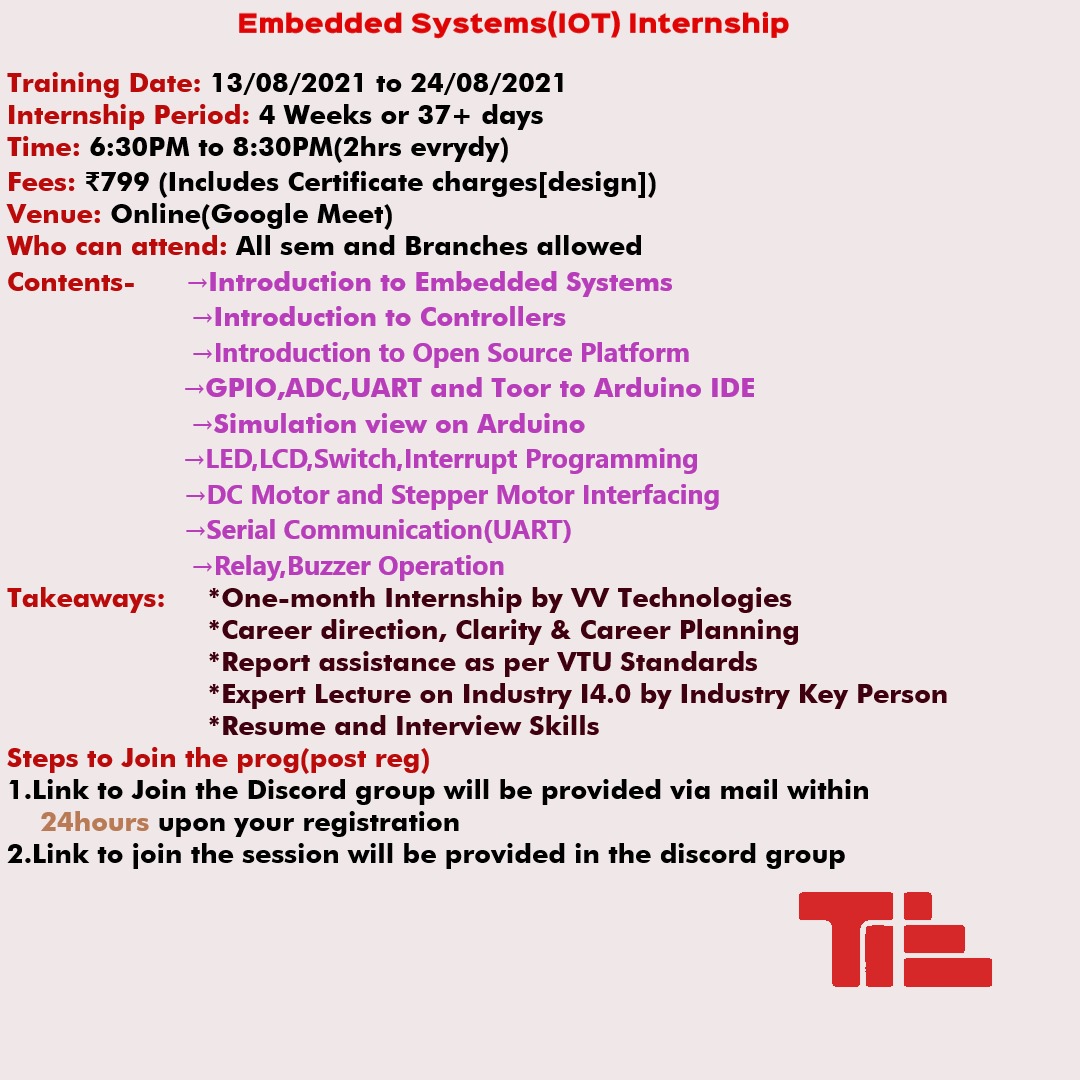 Embedded Systems(IOT) Internship
Training Date: 13/08/2021 to 24/08/2021
Internship Period: 4 Weeks or 37+ days
Time: 6:30PM to 8:30PM(2hrs evrydy)
Fees: ₹799 (Includes Certificate charges[design])
Venue: Online(Google Meet)
Who can attend: All sem and Branches allowed
Contents- →Introduction to Embedded Systems
→Introduction to Controllers
→Introduction to Open Source Platform
→GPIO,ADC,UART and Toor to Arduino IDE
→Simulation view on Arduino
→LED,LCD,Switch,Interrupt Programming
→DC Motor and Stepper Motor Interfacing
→Serial Communication(UART)
→Relay,Buzzer Operation
Takeaways: *One-month Internship by VV Technologies
*Career direction, Clarity & Career Planning
*Report assistance as per VTU Standards
*Expert Lecture on Industry I4.0 by Industry Key Person
*Resume and Interview Skills
Steps to Join the prog(post reg)
1.Link to Join the Discord group will be provided via mail within
24hours upon your registration
2.Link to join the session will be provided in the discord group